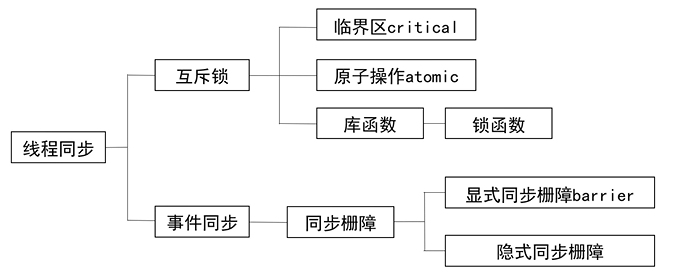 线程同步
互斥锁
临界区critical
原子操作atomic
库函数
锁函数
事件同步
同步栅障
显式同步栅障barrier
隐式同步栅障